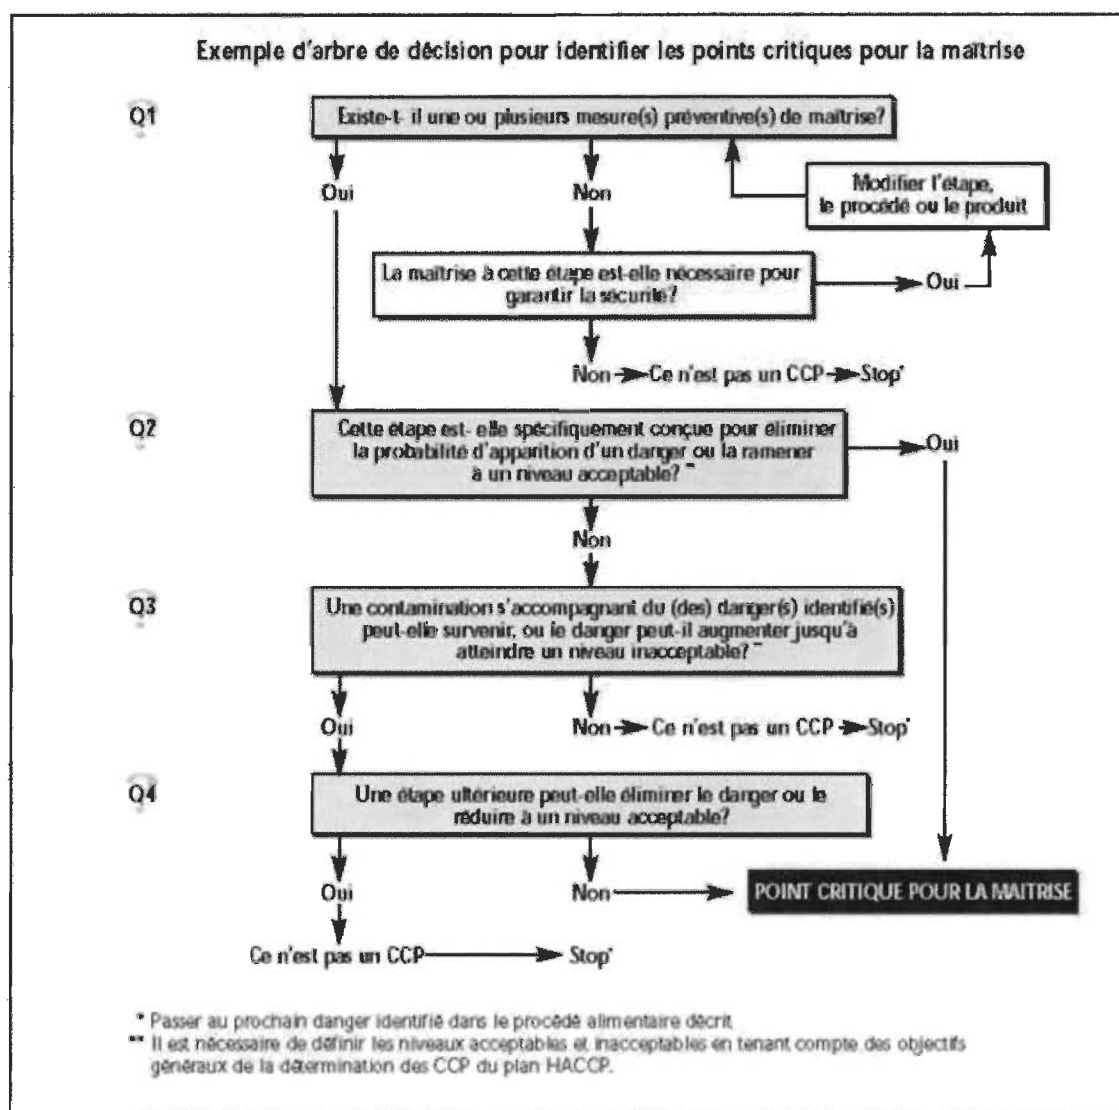 Exemple d'arbre de décision pour identifier les points critiques pour la maîtrise
Q1
Existe-t- il une ou plusieurs mesure(s) préventive(s) de maîtrise?
Oui
Non
Modifier l'étape,
le procédé ou le produit
La maîtrise à cette étape est-elle nécessaire pour
garantir la sécurité?
Oui
Non
Ce n'est pas un CCP
Stop*
Q2
Cette étape est- elle spécifiquement conçue pour éliminer
la probabilité d'apparition d'un danger ou la ramener
à un niveau acceptable? **
Oui
Non
Q3
Une contamination s'accompagnant du (des) danger(s) identifié(s)
peut-elle survenir, ou le danger peut-il augmenter jusqu'à
atteindre un niveau inacceptable? **
Oui
Non
Ce n'est pas un CCP
Stop*
Q4
Une étape ultérieure peut-elle éliminer le danger ou le
réduire à un niveau acceptable?
Oui
Non
POINT CRITIQUE POUR LA MAITRISE
Ce n'est pas un CCP
Stop*
* Passer au prochain danger identifié dans le procédé alimentaire décrit
** Il est nécessaire de définir les niveaux acceptables et inacceptables en tenant compte des objectifs
généraux de la détermination des CCP du plan HACCP.